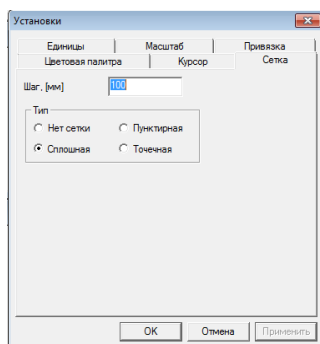 Установки
Единицы Масштаб Привязка
Цветовая палитра Курсор Сетка
Шаг, [мм] 100
Тип
Нет сетки Пунктирная
Сплошная Точечная
OK Отмена Применить